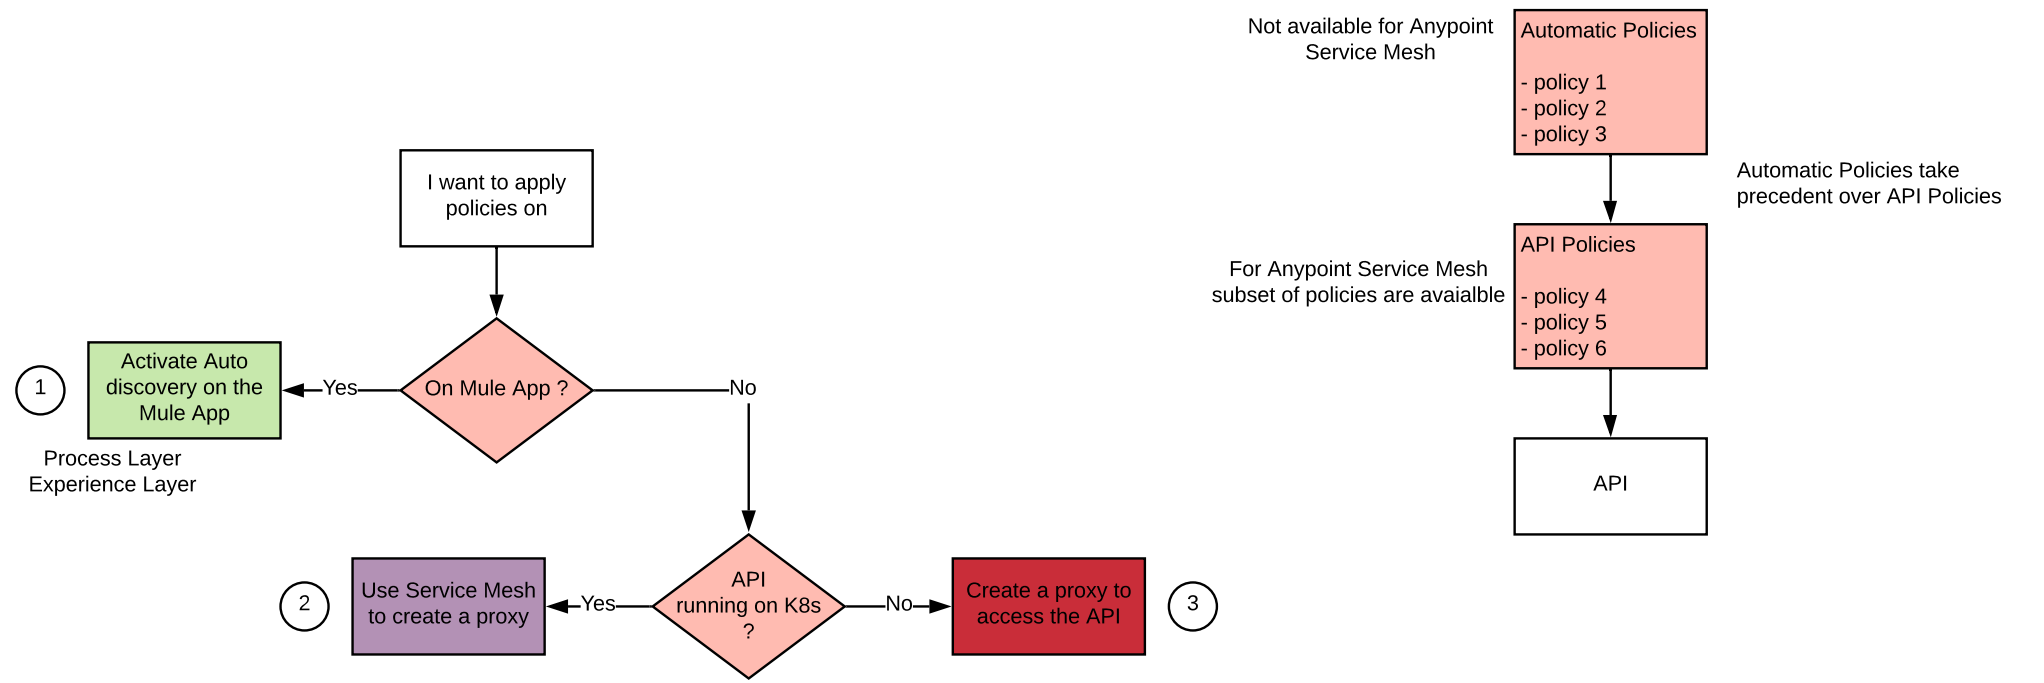 I want to apply
policies on
On Mule App ?
Yes
No
1
Activate Auto
discovery on the
Mule App
Process Layer
Experience Layer
API
running on K8s
?
Yes
No
2
Use Service Mesh
to create a proxy
Create a proxy to
access the API
3
Not available for Anypoint
Service Mesh
Automatic Policies
- policy 1
- policy 2
- policy 3
Automatic Policies take
precedent over API Policies
For Anypoint Service Mesh
subset of policies are avaialble
API Policies
- policy 4
- policy 5
- policy 6
API